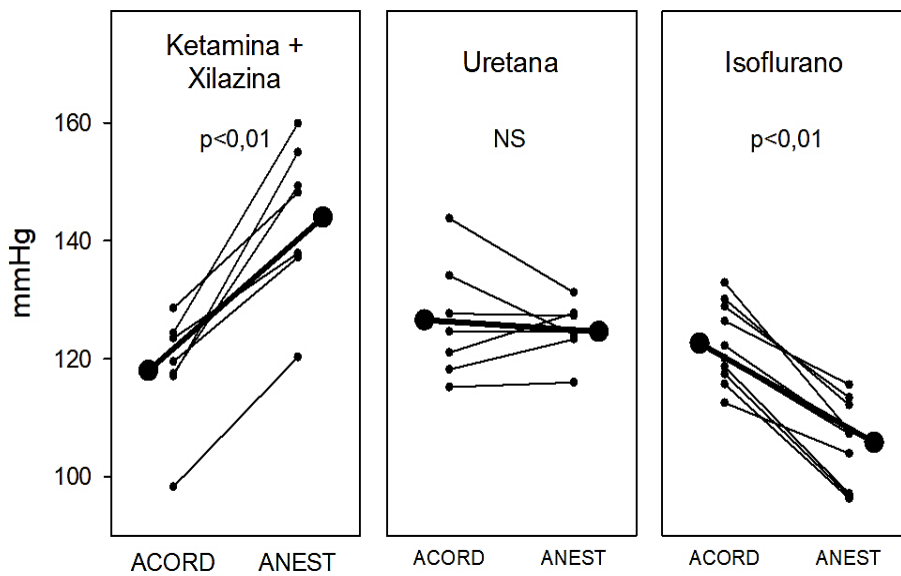 Ketamina +
Xilazina
p<0,01
Uretana
NS
Isoflurano
p<0,01
mmHg
160
140
120
100
ACORD ANEST
ACORD ANEST
ACORD ANEST